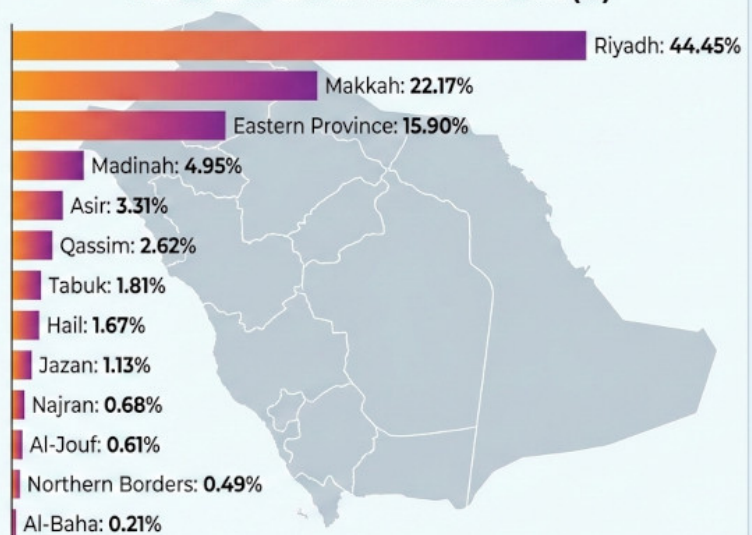 Riyadh: 44.45%
Makkah: 22.17%
Eastern Province: 15.90%
Madinah: 4.95%
Asir: 3.31%
Qassim: 2.62%
Tabuk: 1.81%
Hail: 1.67%
Jazan: 1.13%
Najran: 0.68%
Al-Jouf: 0.61%
Northern Borders: 0.49%
Al-Baha: 0.21%